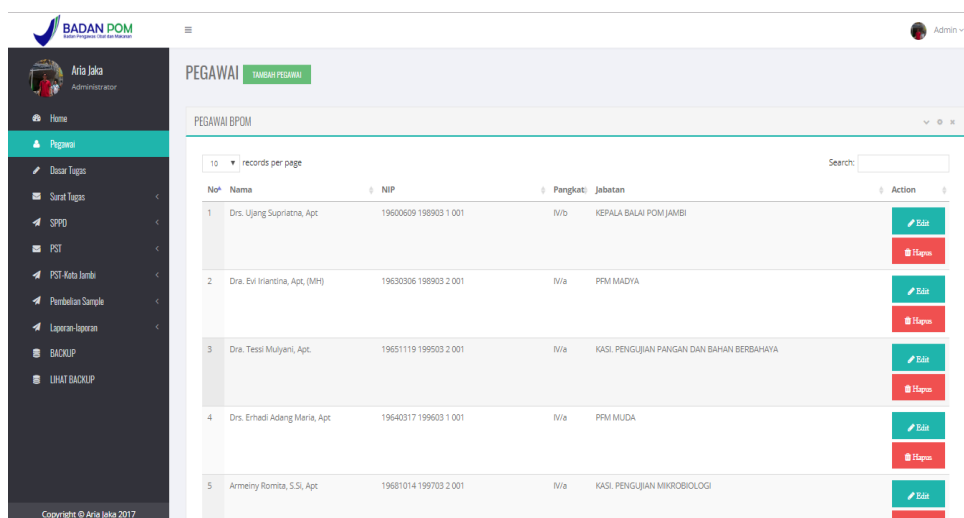 BADAN POM
Badan Pengawas Obat dan Makanan
Admin
Aria Jaka
Administrator
Home
Pegawai
Dasar Tugas
Surat Tugas
SPPD
PST
PST-Kota Jambi
Pembelian Sample
Laporan-laporan
BACKUP
LIHAT BACKUP
Copyright © Aria Jaka 2017
PEGAWAI TAMBAH PEGAWAI
PEGAWAI BPOM
10 records per page Search:
No Nama NIP Pangkat Jabatan Action
1 Drs. Ujang Supriatna, Apt 19600609 198903 1 001 IV/b KEPALA BALAI POM JAMBI Edit
Hapus
2 Dra. Evi Iriantina, Apt, (MH) 19630306 198903 2 001 IV/a PFM MADYA Edit
Hapus
3 Dra. Tessi Mulyani, Apt. 19651119 199503 2 001 IV/a KASI. PENGUJIAN PANGAN DAN BAHAN BERBAHAYA Edit
Hapus
4 Drs. Erhadi Adang Maria, Apt 19640317 199603 1 001 IV/a PFM MUDA Edit
Hapus
5 Armeiny Romita, S.Si, Apt 19681014 199703 2 001 IV/a KASI. PENGUJIAN MIKROBIOLOGI Edit